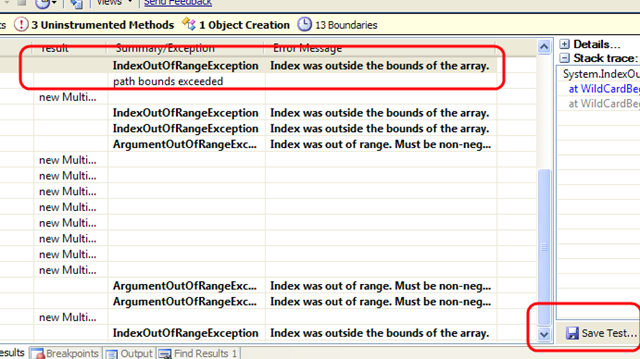 Views Send Feedback
ts 3 Uninstrumented Methods 1 Object Creation 13 Boundaries
result Summary/Exception Error Message
IndexOutOfRangeException Index was outside the bounds of the array.
path bounds exceeded
new Multi...
IndexOutOfRangeException Index was outside the bounds of the array.
IndexOutOfRangeException Index was outside the bounds of the array.
ArgumentOutOfRangeExc... Index was out of range. Must be non-neg...
new Multi...
new Multi...
new Multi...
new Multi...
new Multi...
new Multi...
new Multi...
new Multi...
ArgumentOutOfRangeExc... Index was out of range. Must be non-neg...
ArgumentOutOfRangeExc... Index was out of range. Must be non-neg...
new Multi...
IndexOutOfRangeException Index was outside the bounds of the array.
Details...
Stack trace:
System.IndexOu
at WildCardBe
at WildCardBe
Save Test...
esults Breakpoints Output Find Results 1